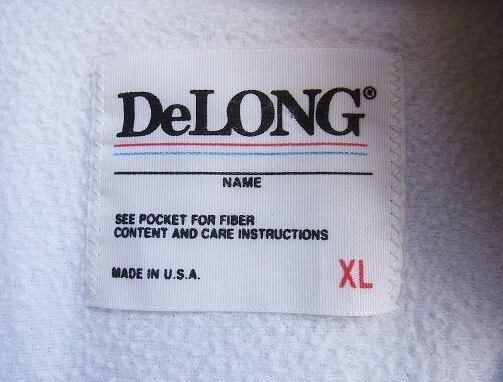 DeLONG®
NAME
SEE POCKET FOR FIBER
CONTENT AND CARE INSTRUCTIONS
MADE IN U.S.A.
XL